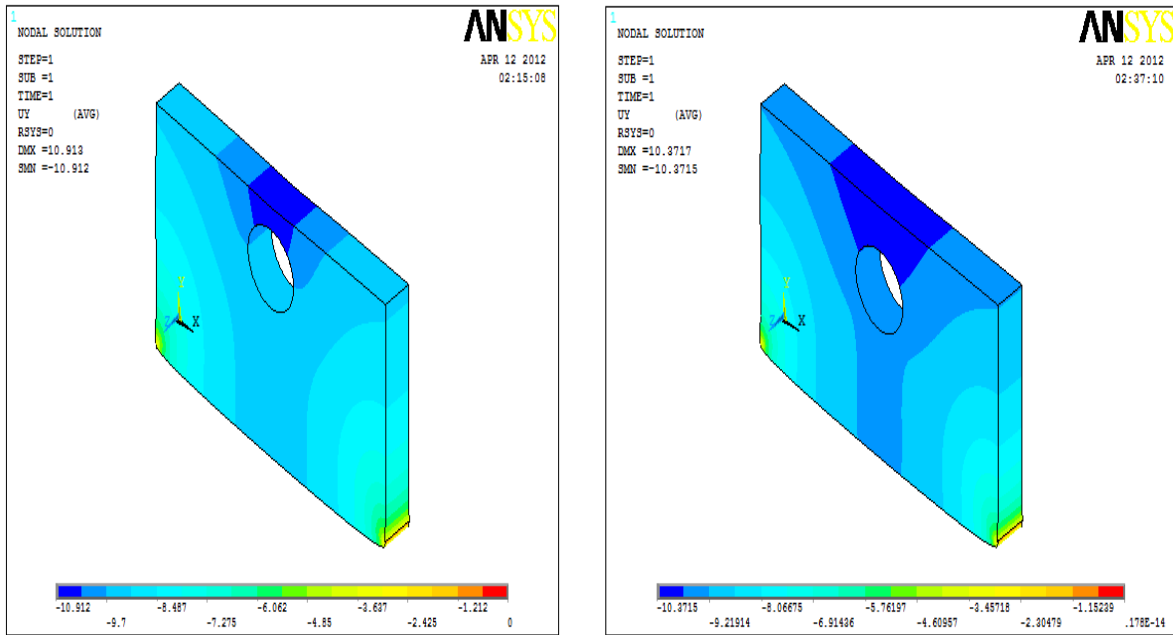 1
ANSYS
NODAL SOLUTION
APR 12 2012
02:15:08
STEP=1
SUB =1
TIME=1
UY (AVG)
RSYS=0
DMX =10.913
SMN =-10.912
Y
Z X
-10.912 -8.487 -6.062 -3.637 -1.212
-9.7 -7.275 -4.85 -2.425 0
1
ANSYS
NODAL SOLUTION
APR 12 2012
02:37:10
STEP=1
SUB =1
TIME=1
UY (AVG)
RSYS=0
DMX =10.3717
SMN =-10.3715
Y
Z X
-10.3715 -8.06675 -5.76197 -3.45718 -1.15239
-9.21914 -6.91436 -4.60957 -2.30479 .178E-14